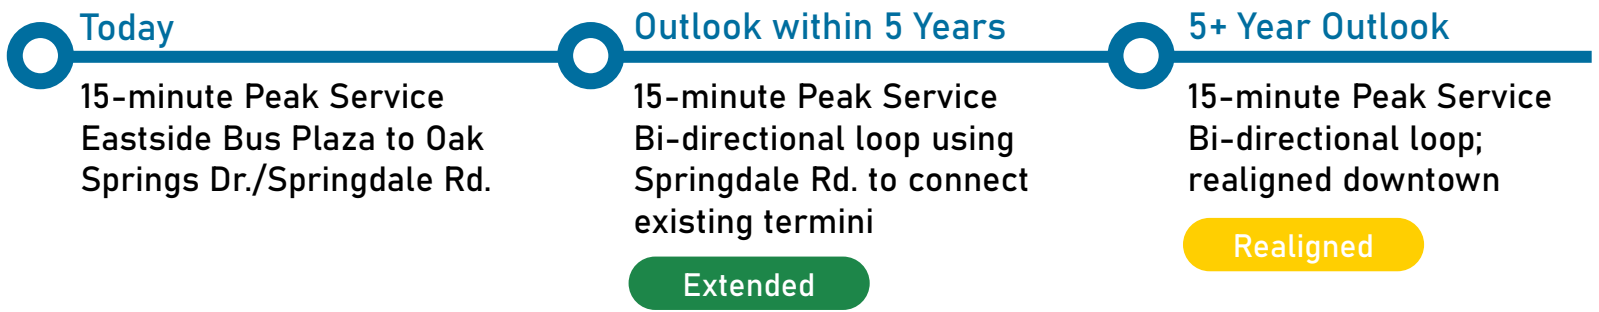 Today
15-minute Peak Service
Eastside Bus Plaza to Oak
Springs Dr./Springdale Rd.
Outlook within 5 Years
15-minute Peak Service
Bi-directional loop using
Springdale Rd. to connect
existing termini
Extended
5+ Year Outlook
15-minute Peak Service
Bi-directional loop;
realigned downtown
Realigned